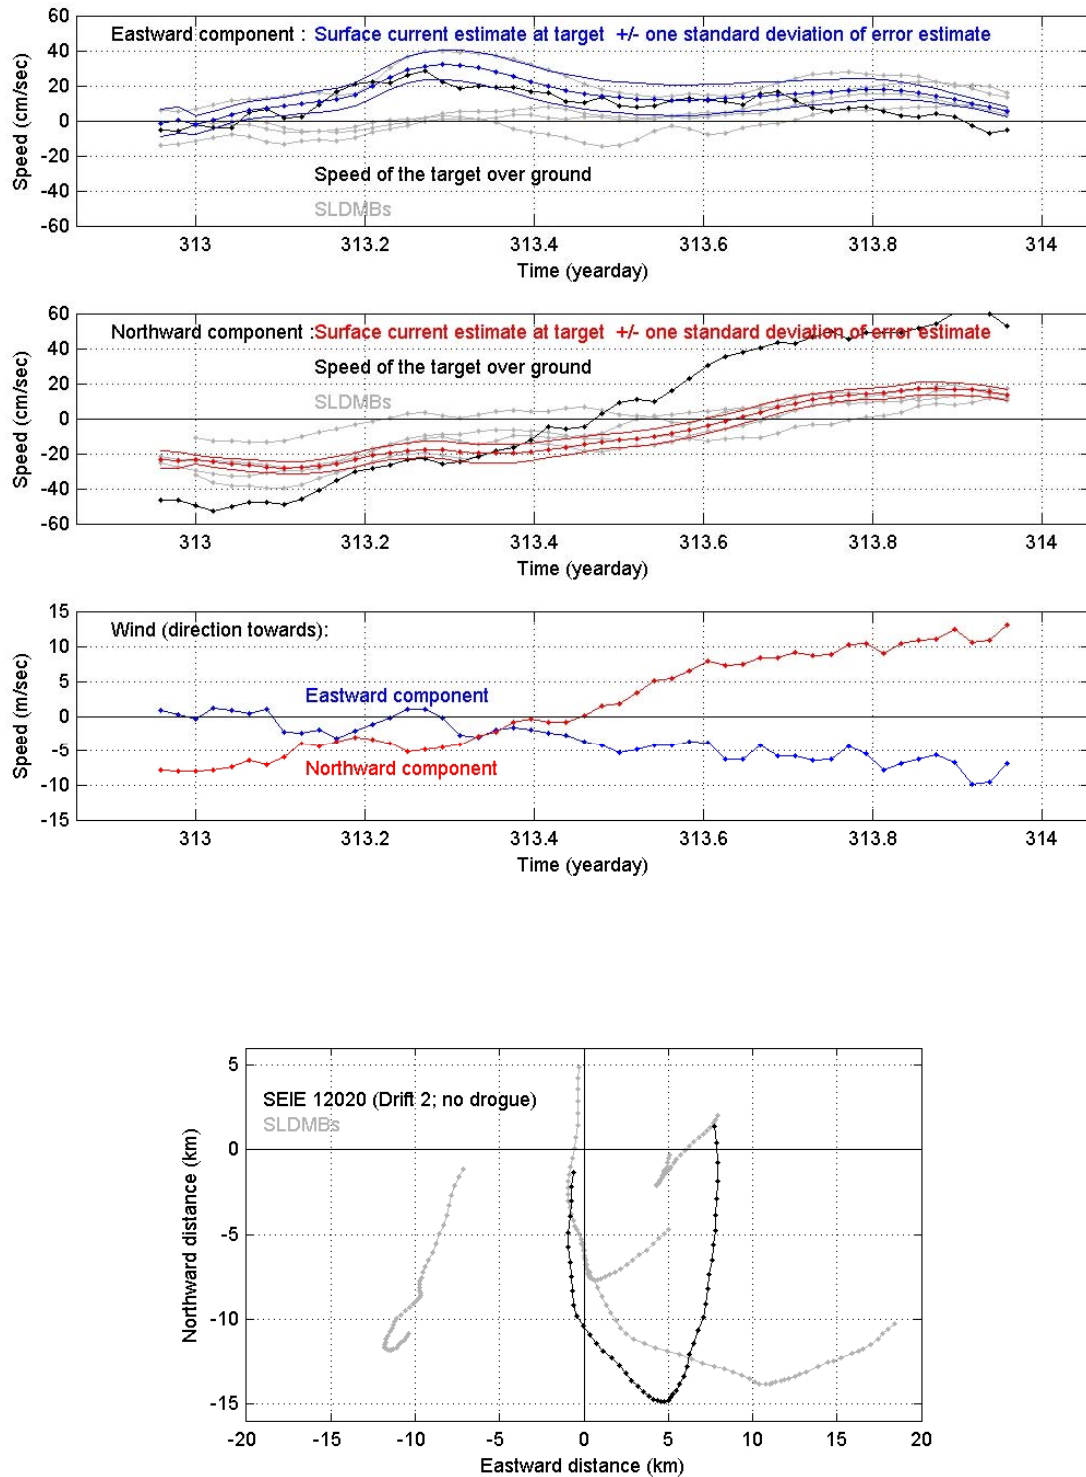 60
40
20
0
-20
-40
-60
Speed (cm/sec)
Eastward component : Surface current estimate at target +/- one standard deviation of error estimate
Speed of the target over ground
SLDMBs
313 313.2 313.4 313.6 313.8 314
Time (yearday)
60
40
20
0
-20
-40
-60
Speed (cm/sec)
Northward component : Surface current estimate at target +/- one standard deviation of error estimate
Speed of the target over ground
SLDMBs
313 313.2 313.4 313.6 313.8 314
Time (yearday)
15
10
5
0
-5
-10
-15
Speed (m/sec)
Wind (direction towards):
Eastward component
Northward component
313 313.2 313.4 313.6 313.8 314
Time (yearday)
5
0
-5
-10
-15
Northward distance (km)
SEIE 12020 (Drift 2; no drogue)
SLDMBs
-20 -15 -10 -5 0 5 10 15 20
Eastward distance (km)